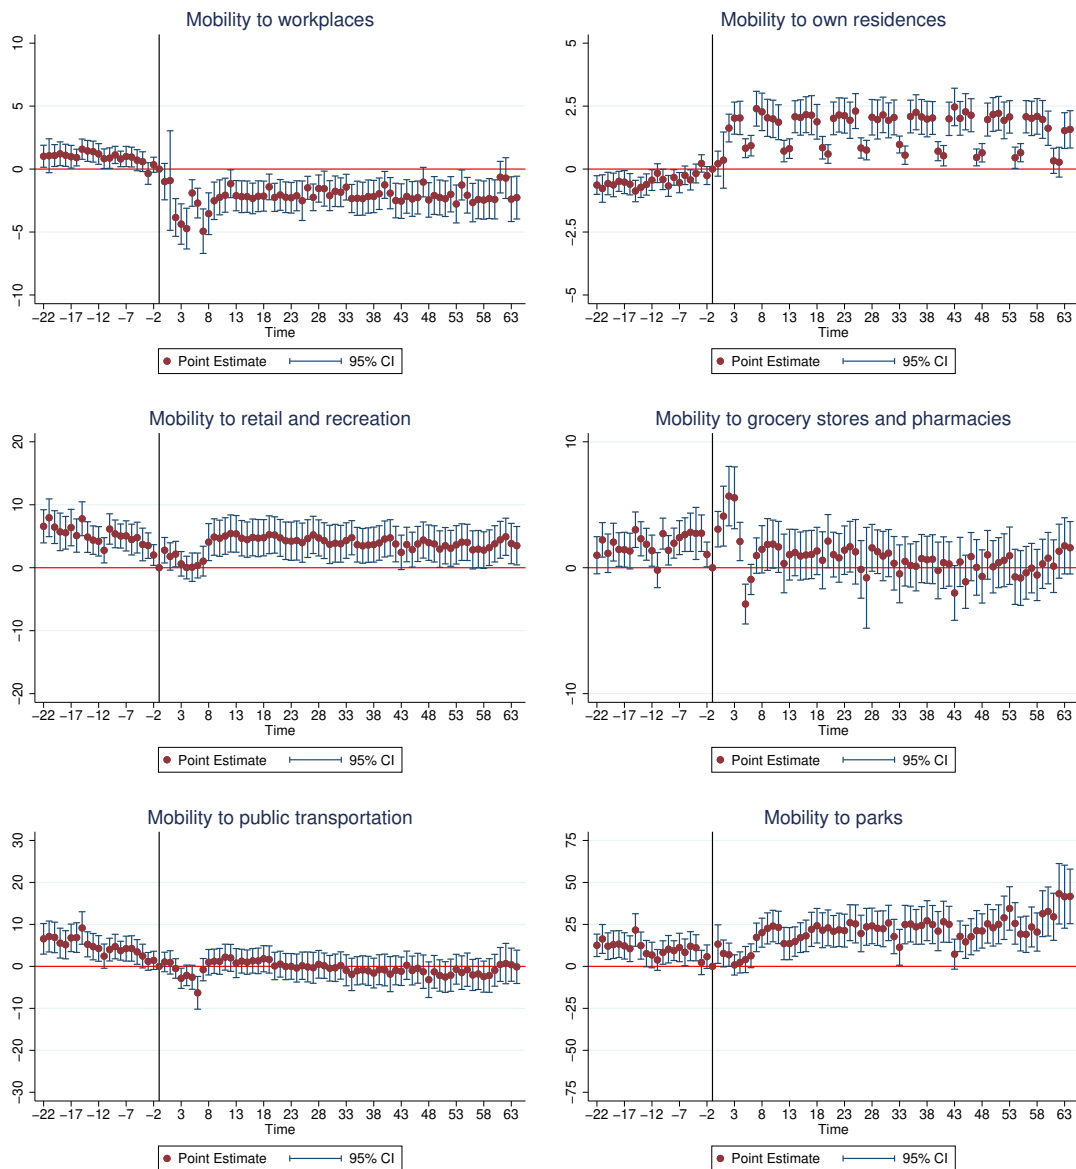 Mobility to workplaces
10
5
0
−5
−10
−22 −17 −12 −7 −2 3 8 13 18 23 28 33 38 43 48 53 58 63
Time
Point Estimate 95% CI
Mobility to own residences
5
2.5
0
−2.5
−5
−22 −17 −12 −7 −2 3 8 13 18 23 28 33 38 43 48 53 58 63
Time
Point Estimate 95% CI
Mobility to retail and recreation
20
10
0
−10
−20
−22 −17 −12 −7 −2 3 8 13 18 23 28 33 38 43 48 53 58 63
Time
Point Estimate 95% CI
Mobility to grocery stores and pharmacies
10
0
−10
−22 −17 −12 −7 −2 3 8 13 18 23 28 33 38 43 48 53 58 63
Time
Point Estimate 95% CI
Mobility to public transportation
30
20
10
0
−10
−20
−30
−22 −17 −12 −7 −2 3 8 13 18 23 28 33 38 43 48 53 58 63
Time
Point Estimate 95% CI
Mobility to parks
75
50
25
0
−25
−50
−75
−22 −17 −12 −7 −2 3 8 13 18 23 28 33 38 43 48 53 58 63
Time
Point Estimate 95% CI